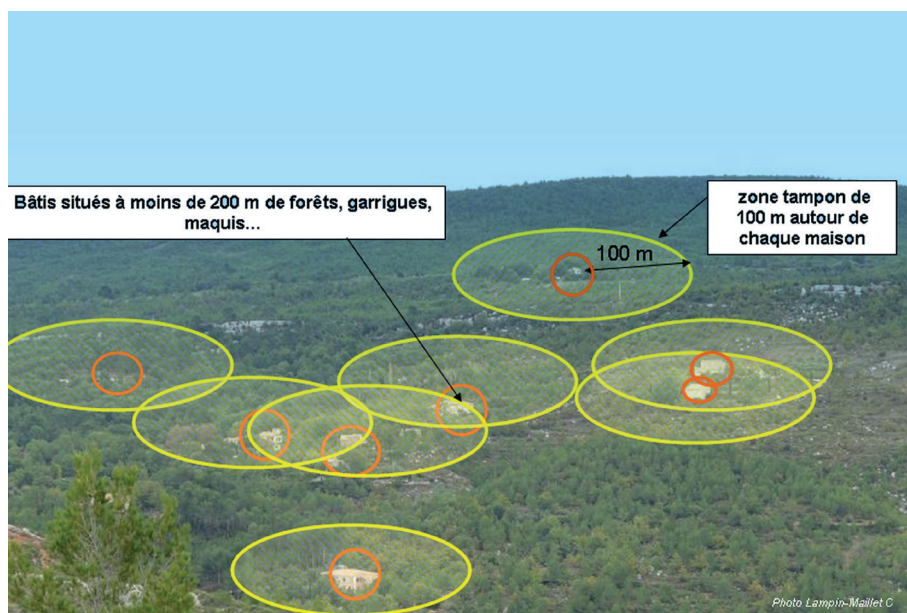 Bâtis situés à moins de 200 m de forêts, garrigues,
maquis...
zone tampon de
100 m autour de
chaque maison
100 m
Photo Lampin-Maillet C